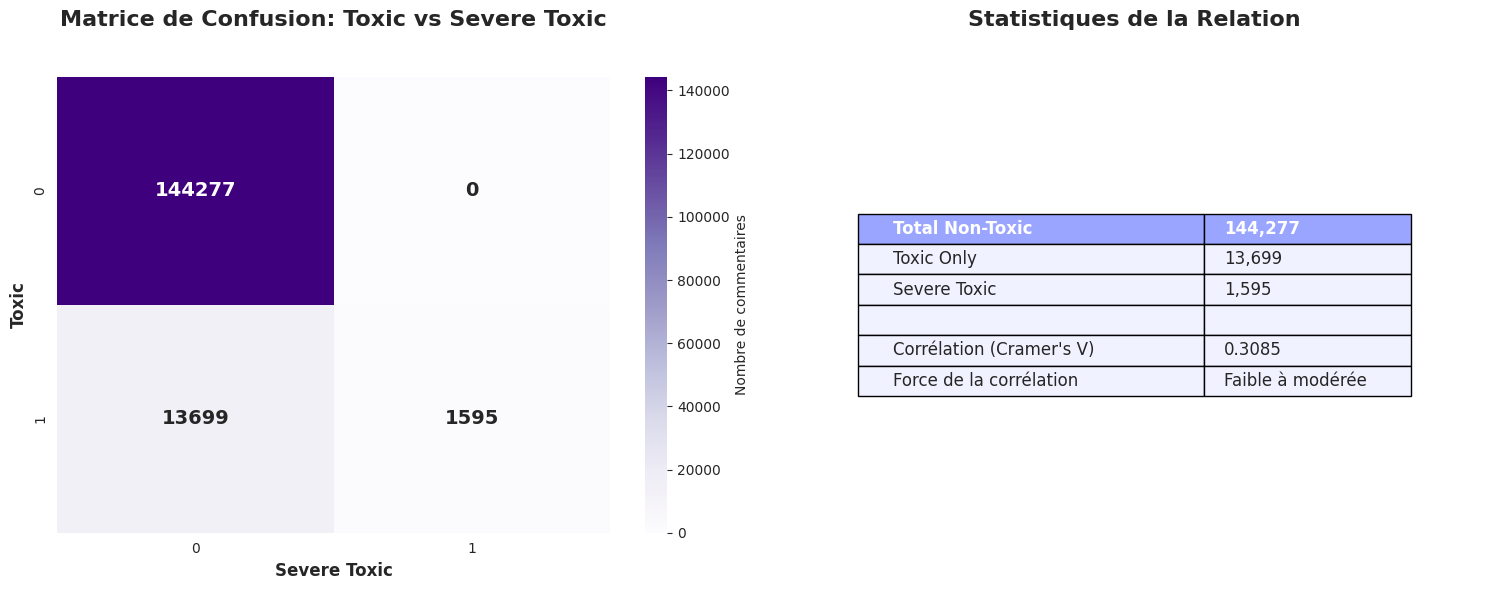 Matrice de Confusion: Toxic vs Severe Toxic
144277
0
13699
1595
0
1
Toxic
0
1
Severe Toxic
140000
120000
100000
80000
60000
40000
20000
0
Nombre de commentaires
Statistiques de la Relation
Total Non-Toxic 144,277
Toxic Only 13,699
Severe Toxic 1,595
Corrélation (Cramer's V) 0.3085
Force de la corrélation Faible à modérée